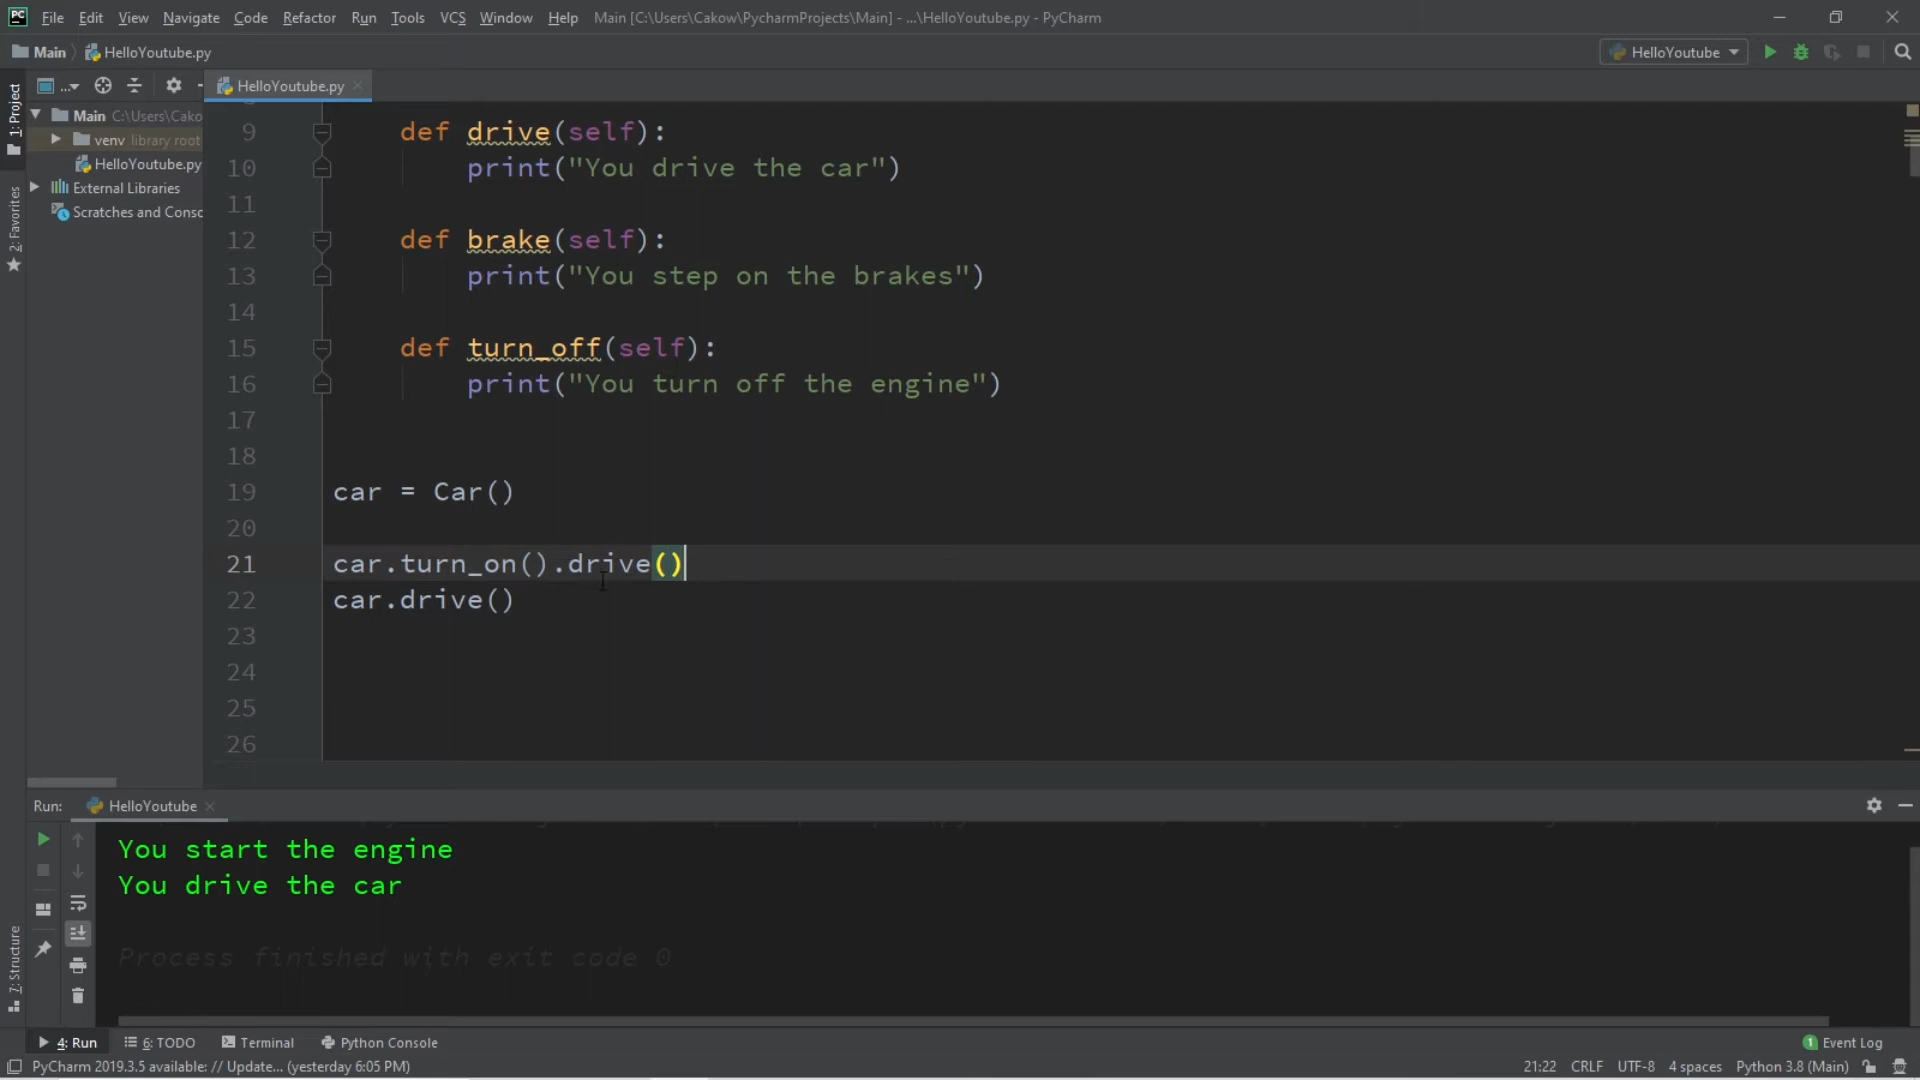 PC File Edit View Navigate Code Refactor Run Tools VCS Window Help Main [C:\Users\Cakow\PycharmProjects\Main] - ...\HelloYoutube.py - PyCharm
Main HelloYoutube.py HelloYoutube
1: Project ... HelloYoutube.py
Main C:\Users\Cako
venv library root
HelloYoutube.py
External Libraries
Scratches and Consc
2: Favorites
9 def drive(self):
10 print("You drive the car")
11
12 def brake(self):
13 print("You step on the brakes")
14
15 def turn_off(self):
16 print("You turn off the engine")
17
18
19 car = Car()
20
21 car.turn_on().drive()
22 car.drive()
23
24
25
26
Run: HelloYoutube
You start the engine
You drive the car
Process finished with exit code 0
7: Structure
4: Run 6: TODO Terminal Python Console 1 Event Log
PyCharm 2019.3.5 available: // Update... (yesterday 6:05 PM) 21:22 CRLF UTF-8 4 spaces Python 3.8 (Main)